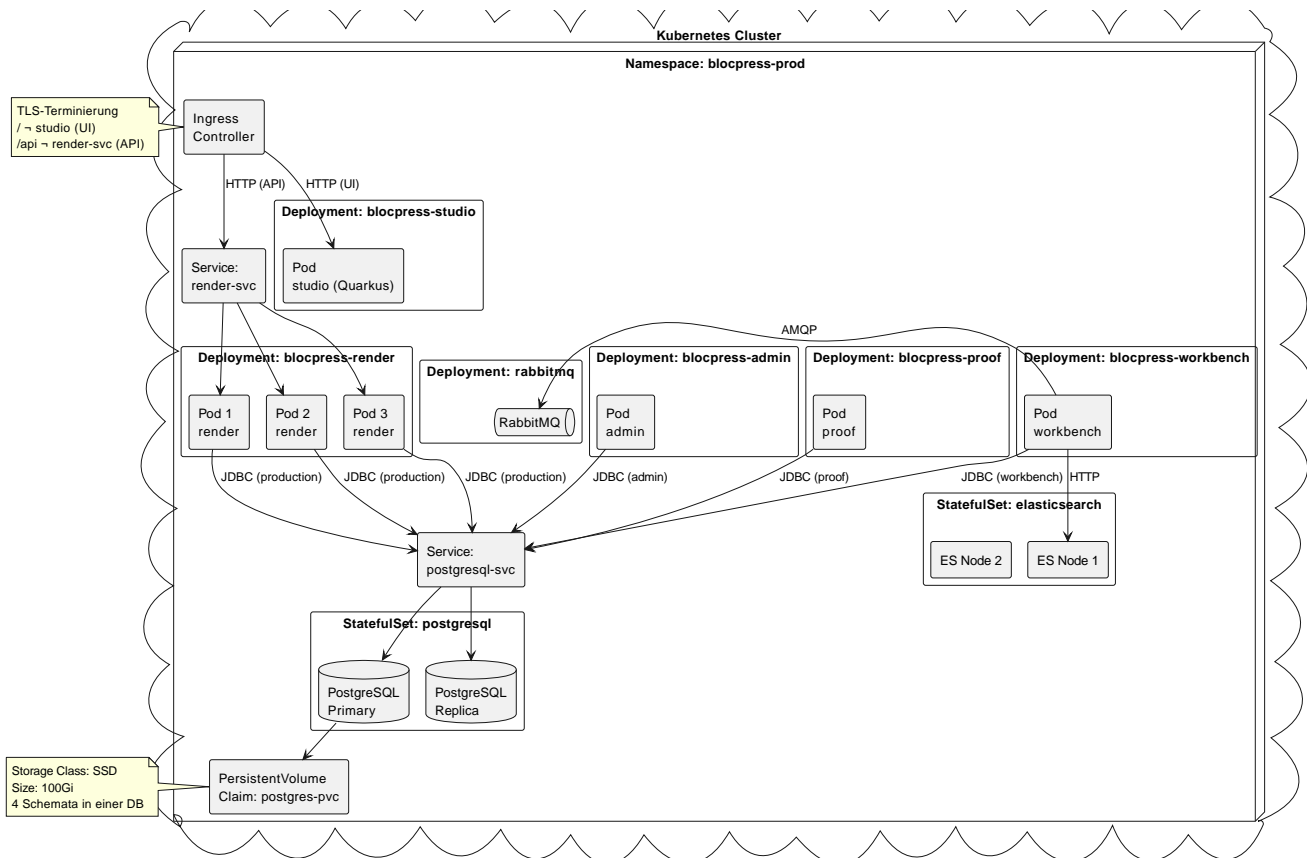 Kubernetes Cluster
Namespace: blocpress-prod
TLS-Terminierung
/ ¬ studio (UI)
/api ¬ render-svc (API)
Ingress
Controller
HTTP (API)
HTTP (UI)
Deployment: blocpress-studio
Service:
render-svc
Pod
studio (Quarkus)
AMQP
Deployment: blocpress-render
Pod 1
render
Pod 2
render
Pod 3
render
Deployment: rabbitmq
RabbitMQ
Deployment: blocpress-admin
Pod
admin
Deployment: blocpress-proof
Pod
proof
Deployment: blocpress-workbench
Pod
workbench
JDBC (production)
JDBC (production)
JDBC (production)
JDBC (admin)
JDBC (proof)
JDBC (workbench)
HTTP
StatefulSet: elasticsearch
ES Node 2
ES Node 1
Service:
postgresql-svc
StatefulSet: postgresql
PostgreSQL
Primary
PostgreSQL
Replica
Storage Class: SSD
Size: 100Gi
4 Schemata in einer DB
PersistentVolume
Claim: postgres-pvc